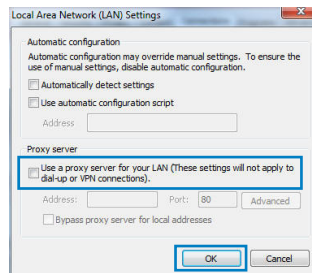 Local Area Network (LAN) Settings
Automatic configuration
Automatic configuration may override manual settings. To ensure the
use of manual settings, disable automatic configuration.
Automatically detect settings
Use automatic configuration script
Address
Proxy server
Use a proxy server for your LAN (These settings will not apply to
dial-up or VPN connections).
Address: Port: 80 Advanced
Bypass proxy server for local addresses
OK Cancel